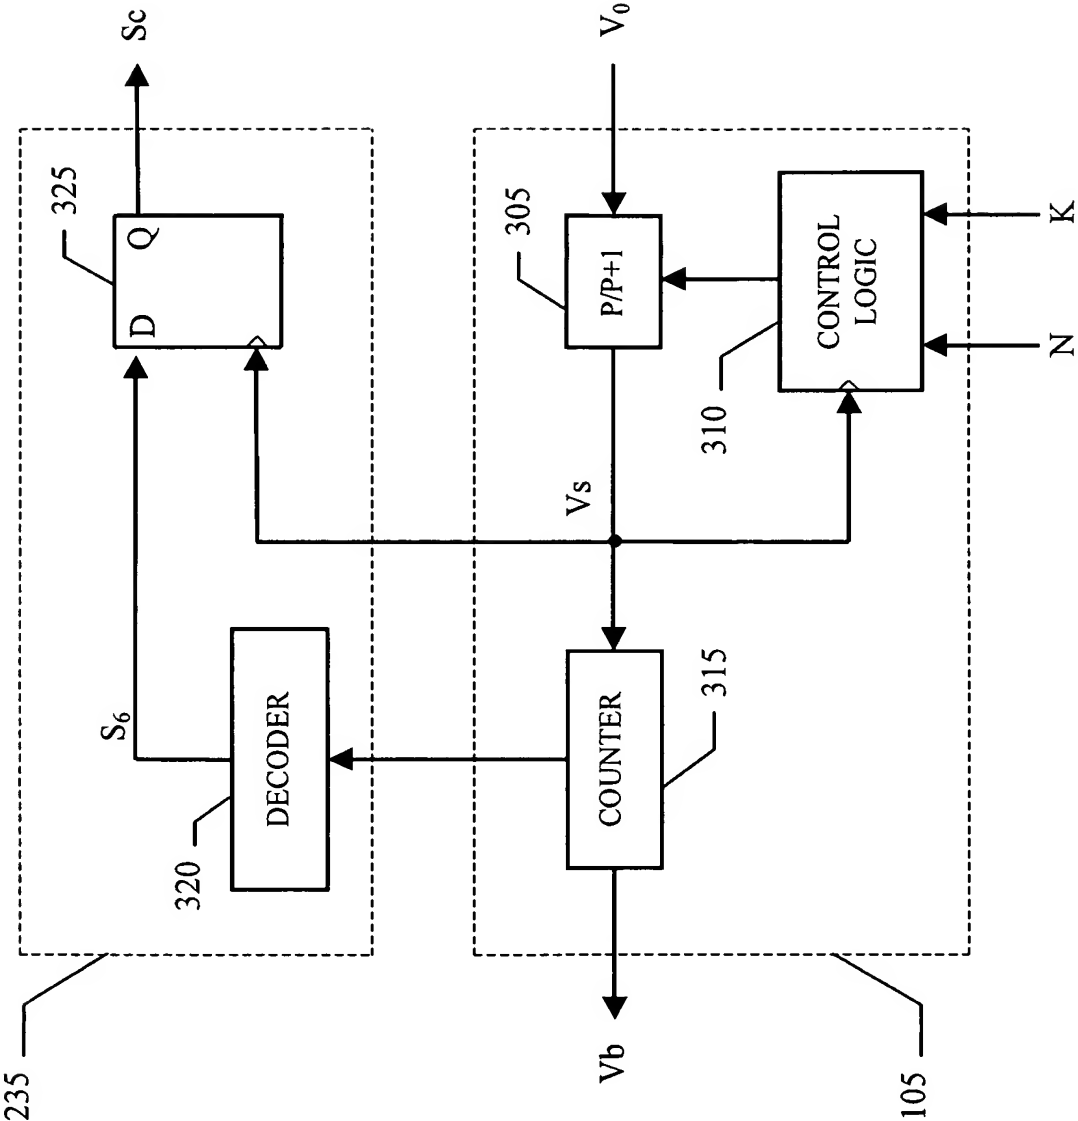 235
325
S₆
D Q
Sc
320
DECODER
305
Vs
Vb
COUNTER
P/P+1
V₀
315
310
CONTROL
LOGIC
105
N
K